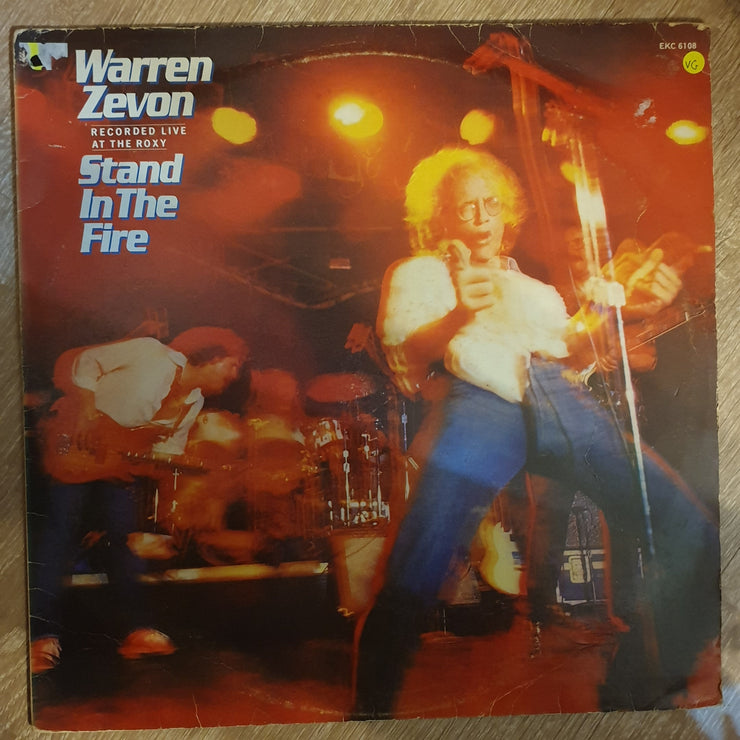 Warren
Zevon
RECORDED LIVE
AT THE ROXY
Stand
In The
Fire
EKC 6108
VG